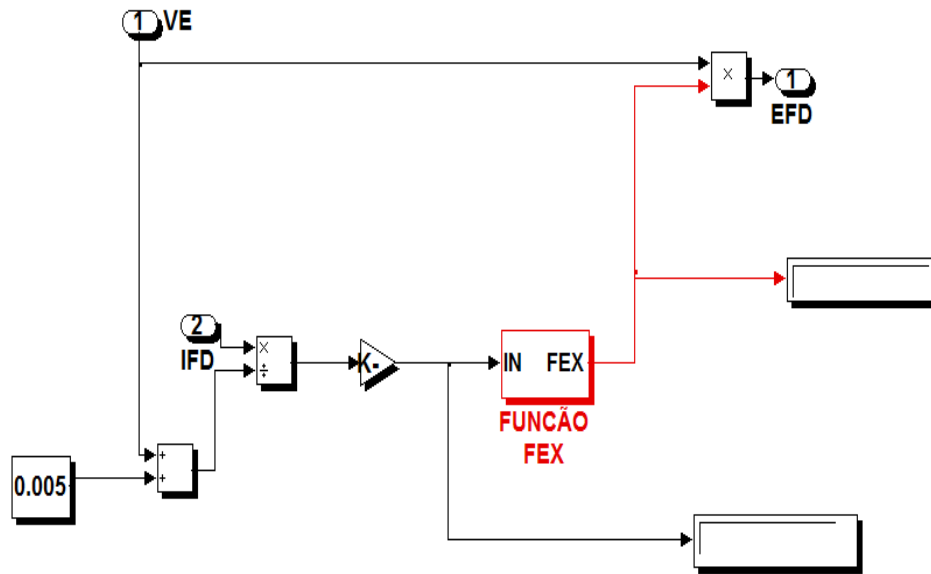 1 VE
×
1
EFD
2
IFD
×
÷
K-
IN FEX
FUNCÃO
FEX
+
+
0.005